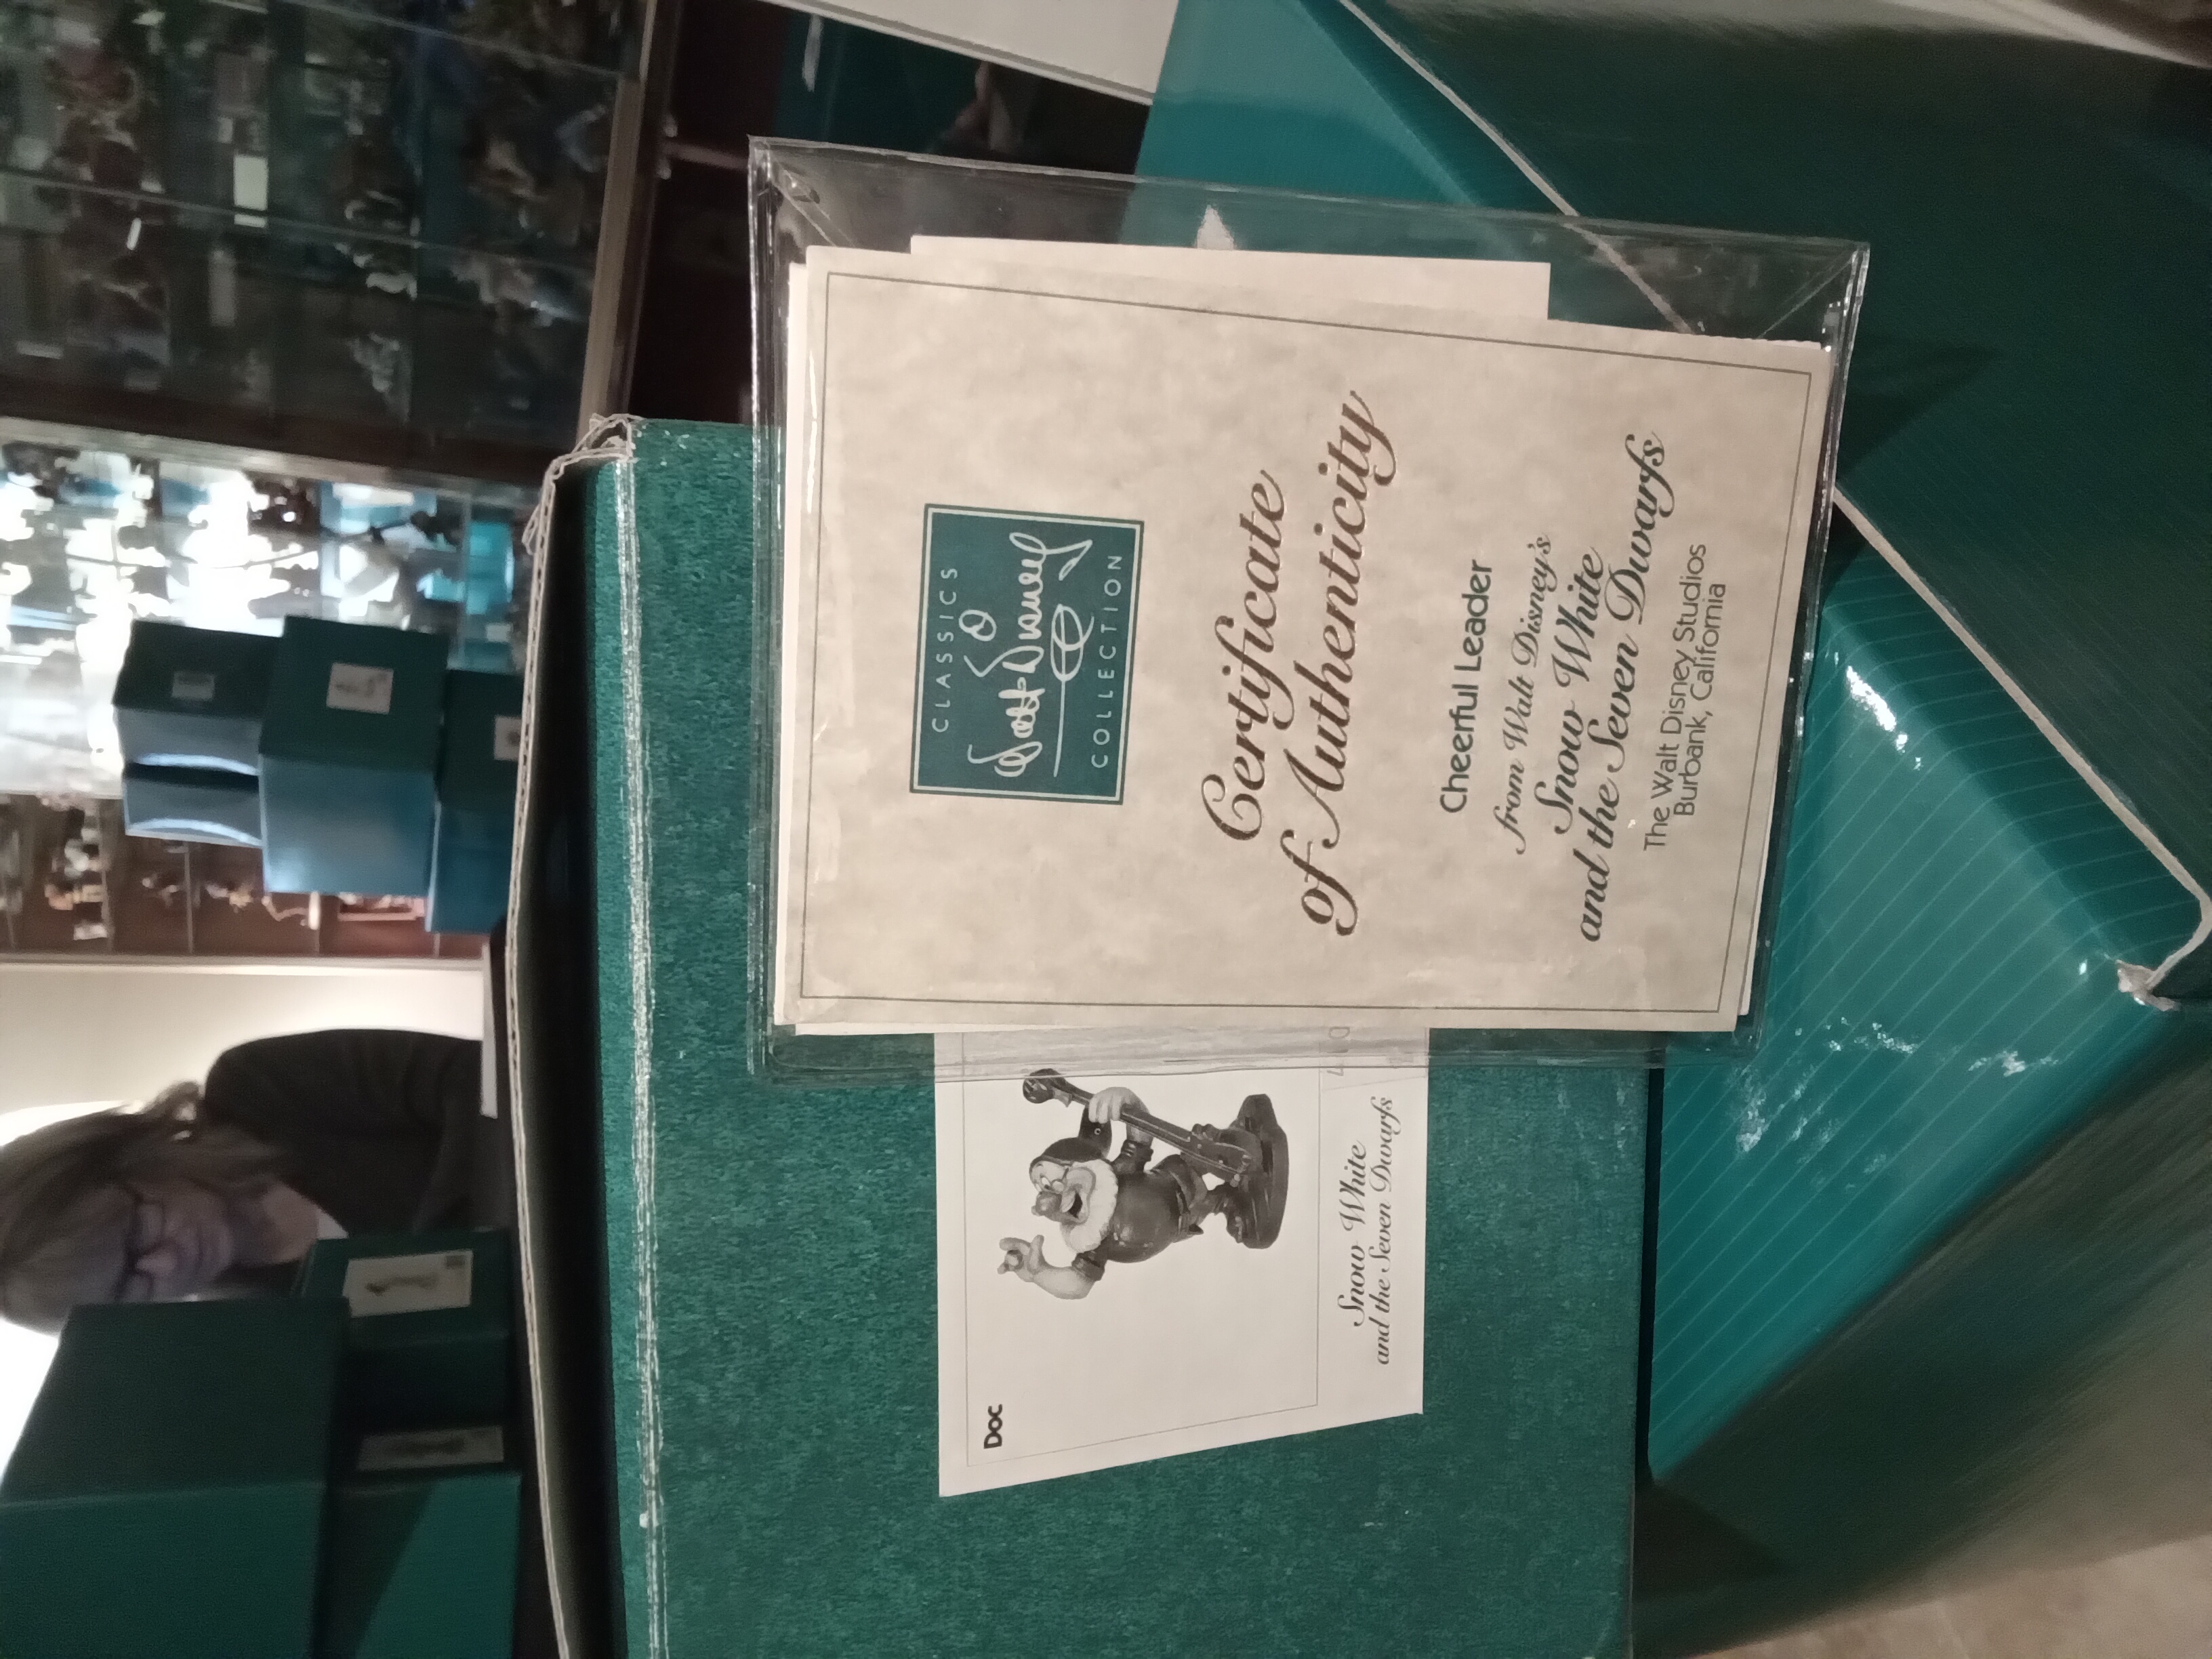 CLASSICS
Walt Disney
COLLECTION
Certificate
of Authenticity
Cheerful Leader
from Walt Disney's
Snow White
and the Seven Dwarfs
The Walt Disney Studios
Burbank, California
Doc
Snow White
and the Seven Dwarfs